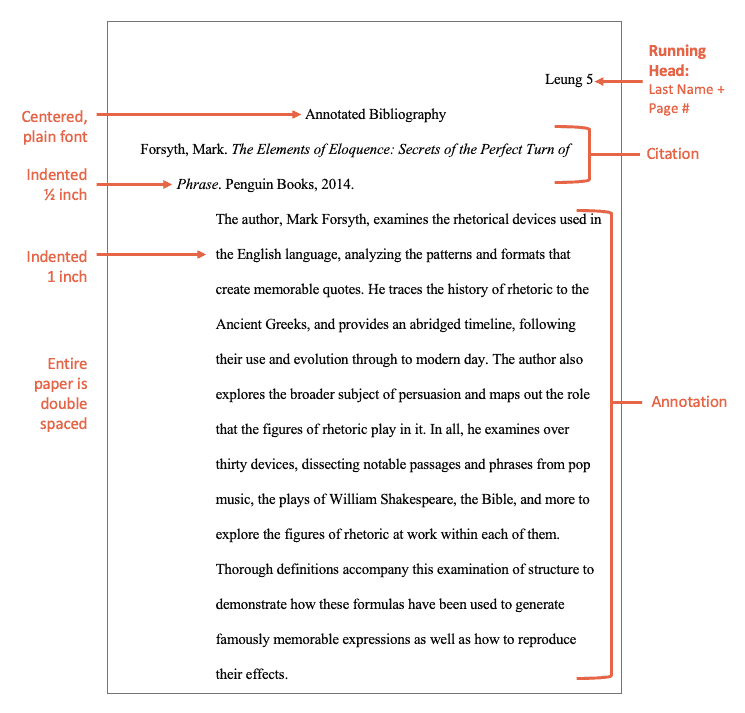 Running
Head:
Last Name +
Page #
Leung 5
Centered,
plain font
Annotated Bibliography
Forsyth, Mark. The Elements of Eloquence: Secrets of the Perfect Turn of
Citation
Indented
½ inch
Phrase. Penguin Books, 2014.
The author, Mark Forsyth, examines the rhetorical devices used in
Indented
1 inch
the English language, analyzing the patterns and formats that
create memorable quotes. He traces the history of rhetoric to the
Ancient Greeks, and provides an abridged timeline, following
their use and evolution through to modern day. The author also
Entire
paper is
double
spaced
explores the broader subject of persuasion and maps out the role
Annotation
that the figures of rhetoric play in it. In all, he examines over
thirty devices, dissecting notable passages and phrases from pop
music, the plays of William Shakespeare, the Bible, and more to
explore the figures of rhetoric at work within each of them.
Thorough definitions accompany this examination of structure to
demonstrate how these formulas have been used to generate
famously memorable expressions as well as how to reproduce
their effects.